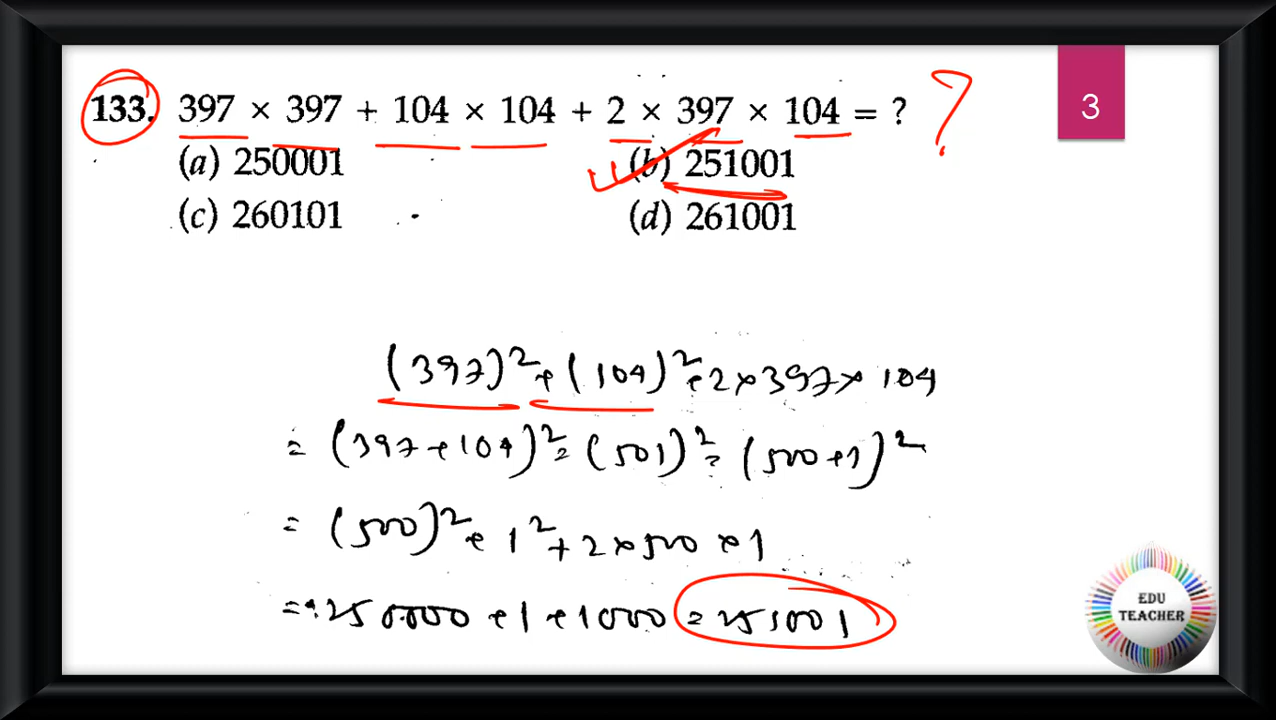 3
133. 397 × 397 + 104 × 104 + 2 × 397 × 104 = ? ?
(a) 250001 (b) 251001
(c) 260101 (d) 261001
(397)² + (104)² + 2 × 397 × 104
= (397 + 104)² = (501)² = (500 + 1)²
= (500)² + 1² + 2 × 500 × 1
= 250000 + 1 + 1000 = 251001
EDU
TEACHER